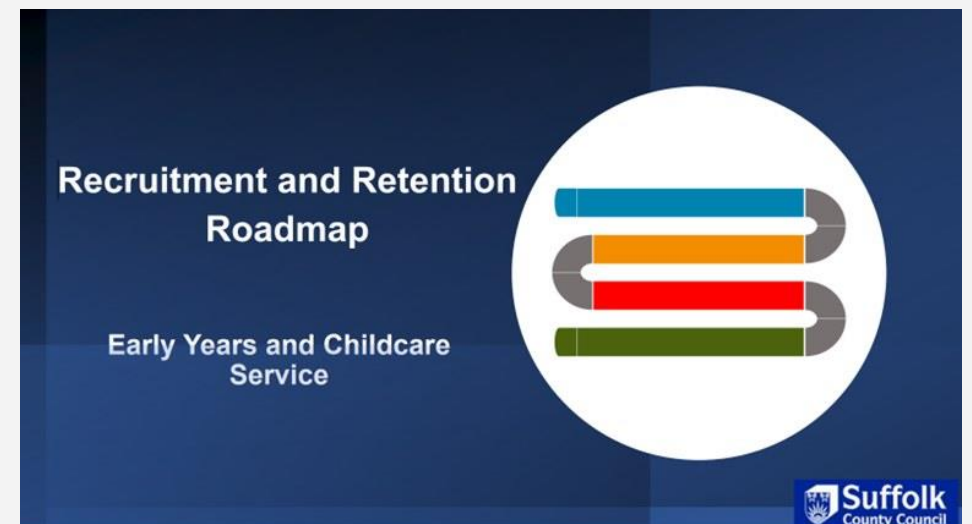 Recruitment and Retention
Roadmap
Early Years and Childcare
Service
Suffolk
County Council